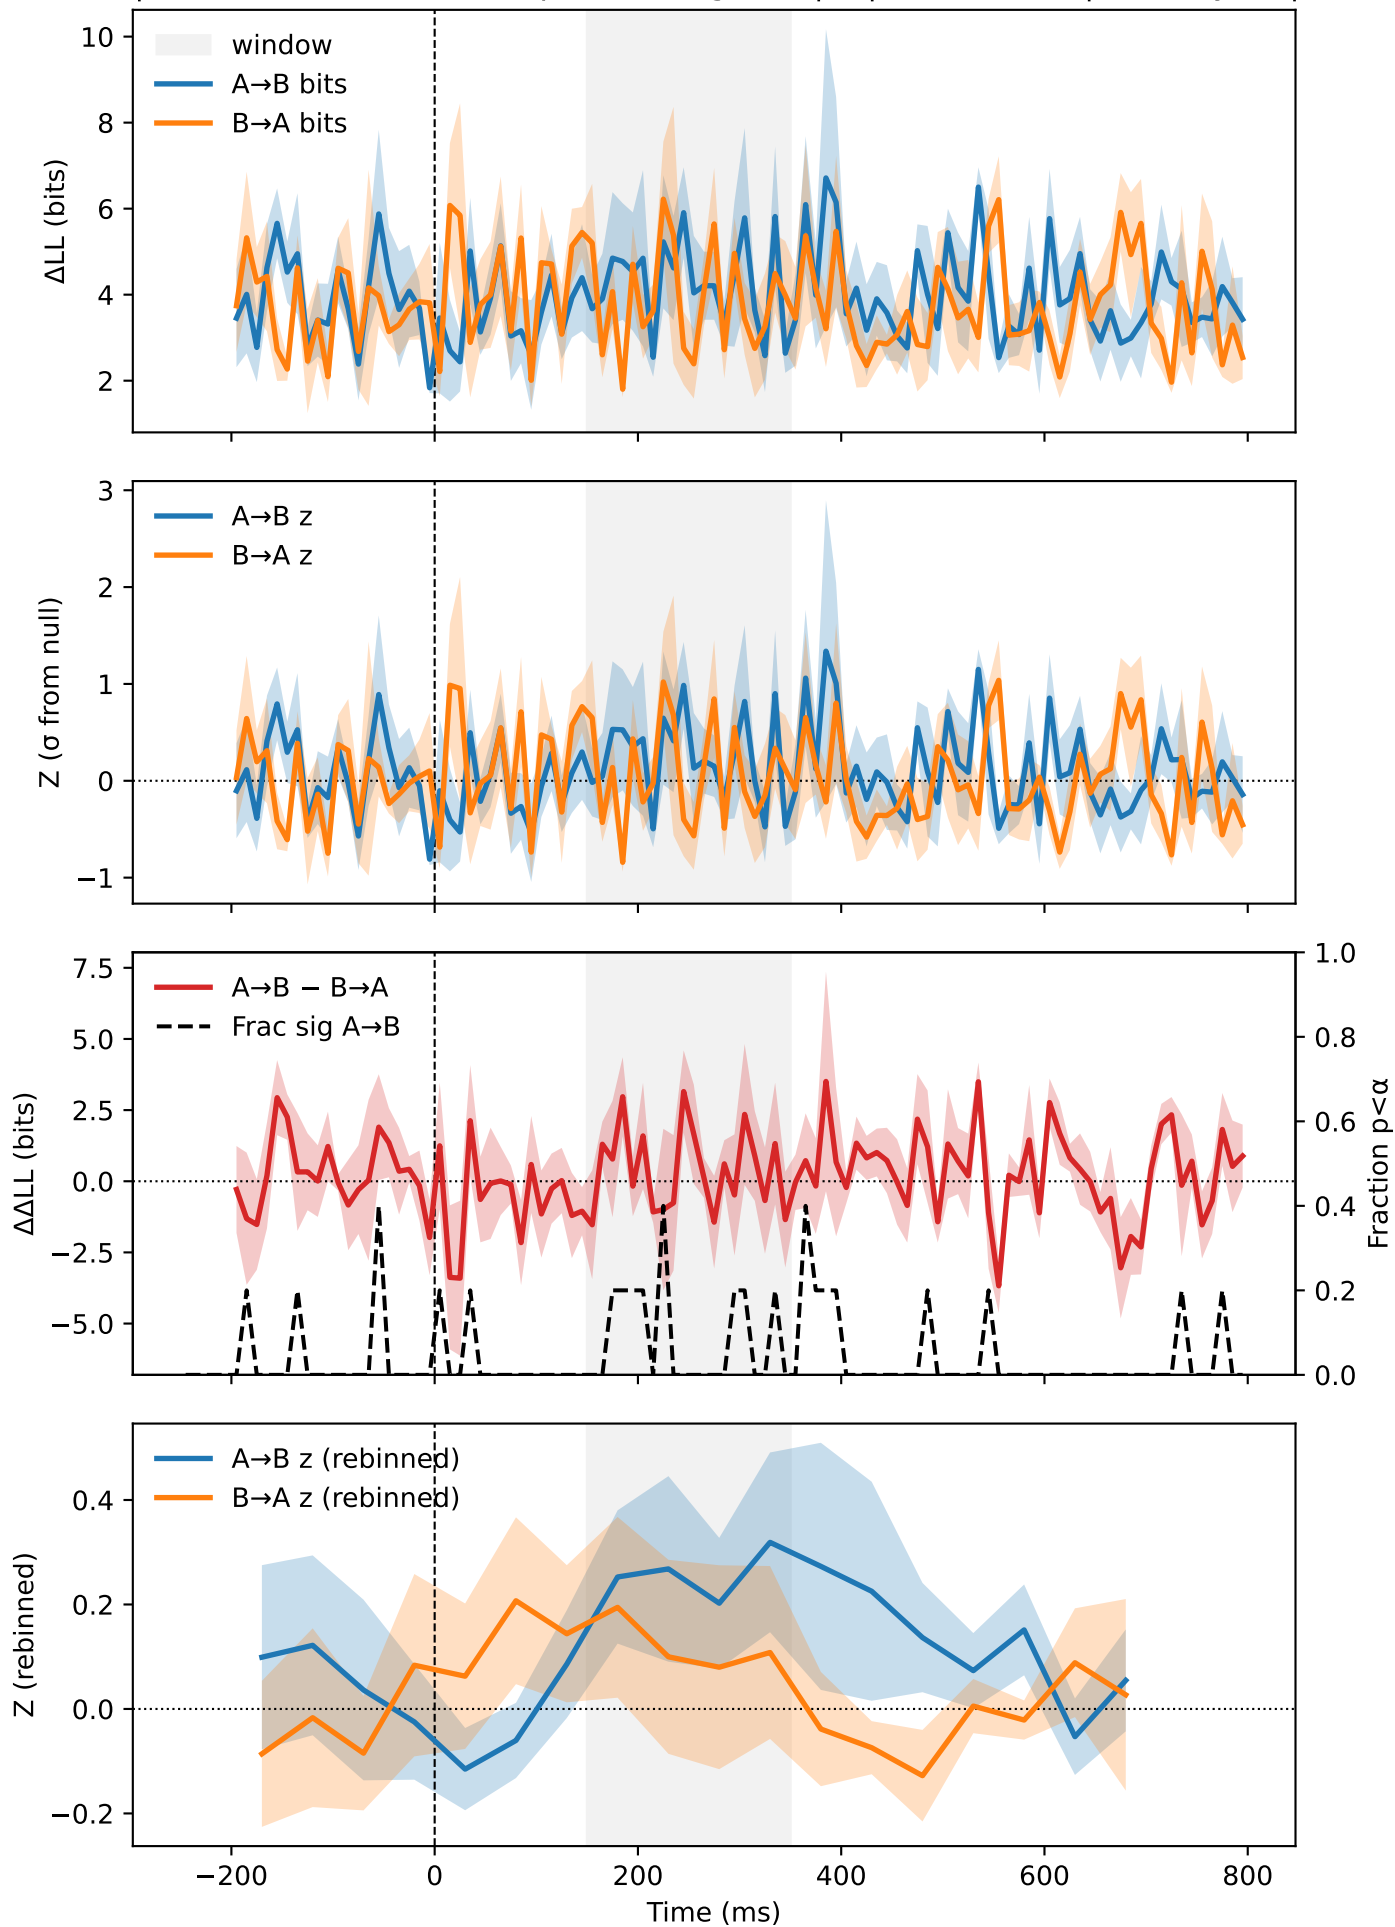 10
8
6
4
2
ΔLL (bits)
window
A→B bits
B→A bits
3
2
1
0
−1
Z (σ from null)
A→B z
B→A z
7.5
5.0
2.5
0.0
−2.5
−5.0
ΔΔLL (bits)
A→B − B→A
Frac sig A→B
1.0
0.8
0.6
0.4
0.2
0.0
Fraction p<α
0.4
0.2
0.0
−0.2
Z (rebinned)
A→B z (rebinned)
B→A z (rebinned)
−200 0 200 400 600 800
Time (ms)